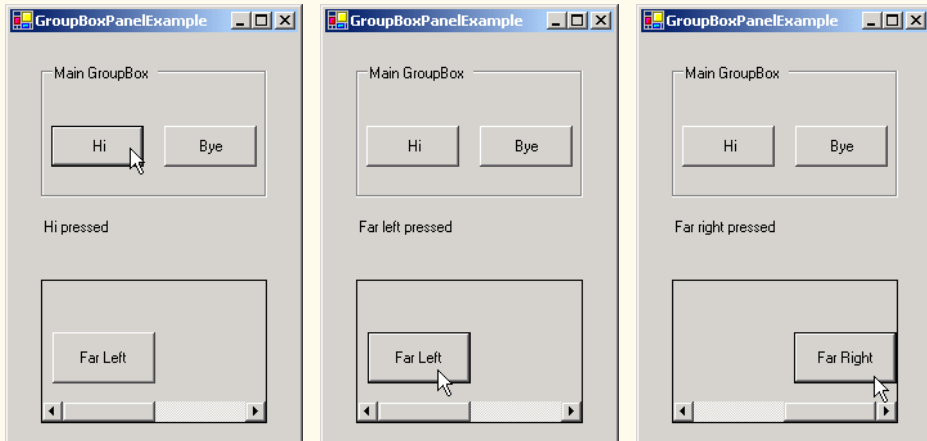 GroupBoxPanelExample
Main GroupBox
Hi Bye
Hi pressed
Far Left
GroupBoxPanelExample
Main GroupBox
Hi Bye
Far left pressed
Far Left
GroupBoxPanelExample
Main GroupBox
Hi Bye
Far right pressed
Far Right